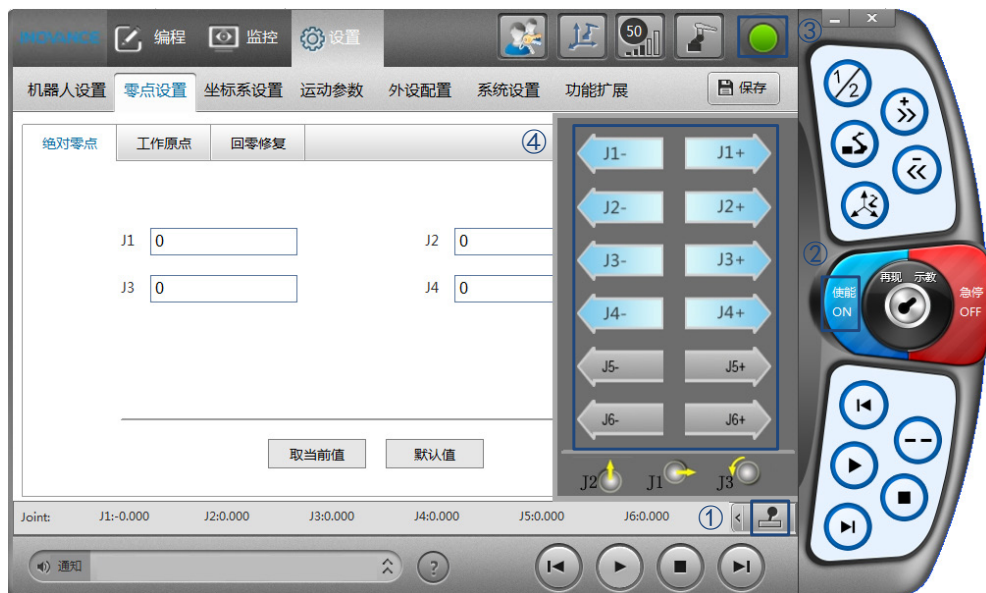 INOVANCE 编程 监控 设置 50 ③
机器人设置 零点设置 坐标系设置 运动参数 外设配置 系统设置 功能扩展 保存
1/2
绝对零点 工作原点 回零修复 ④
J1- J1+
J2- J2+
J1 0 J2 0
J3- J3+
J3 0 J4 0
J4- J4+
J5- J5+
J6- J6+
取当前值 默认值
J2 J1 J3
Joint: J1:-0.000 J2:0.000 J3:0.000 J4:0.000 J5:0.000 J6:0.000 ①
通知 ?
②
再现 示教
使能 急停
ON OFF